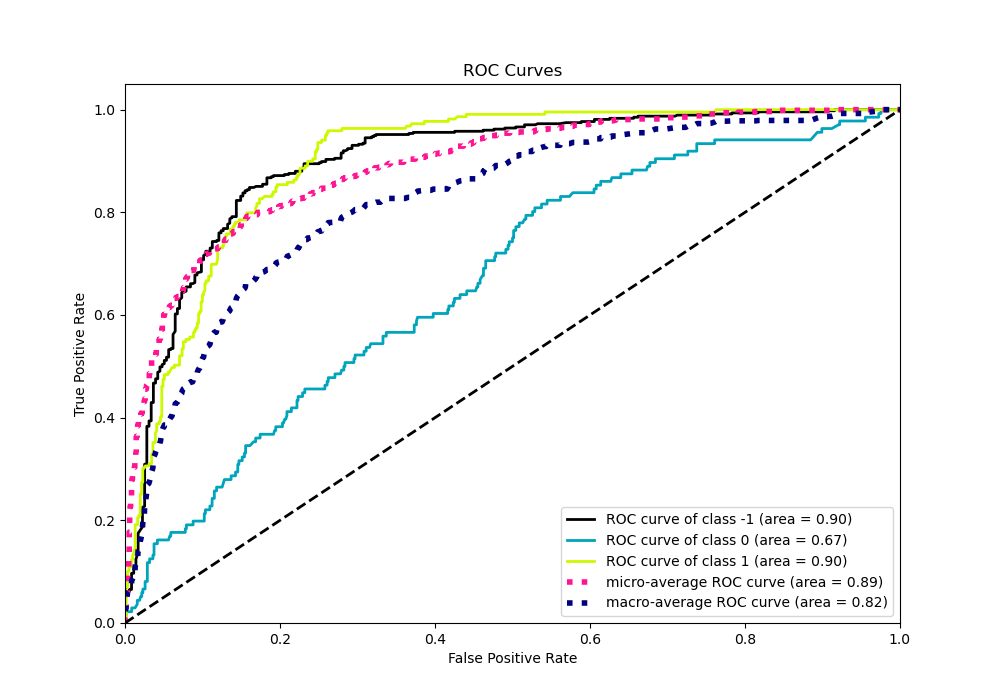 ROC Curves
True Positive Rate
1.0
0.8
0.6
0.4
0.2
0.0
ROC curve of class -1 (area = 0.90)
ROC curve of class 0 (area = 0.67)
ROC curve of class 1 (area = 0.90)
micro-average ROC curve (area = 0.89)
macro-average ROC curve (area = 0.82)
0.0 0.2 0.4 0.6 0.8 1.0
False Positive Rate